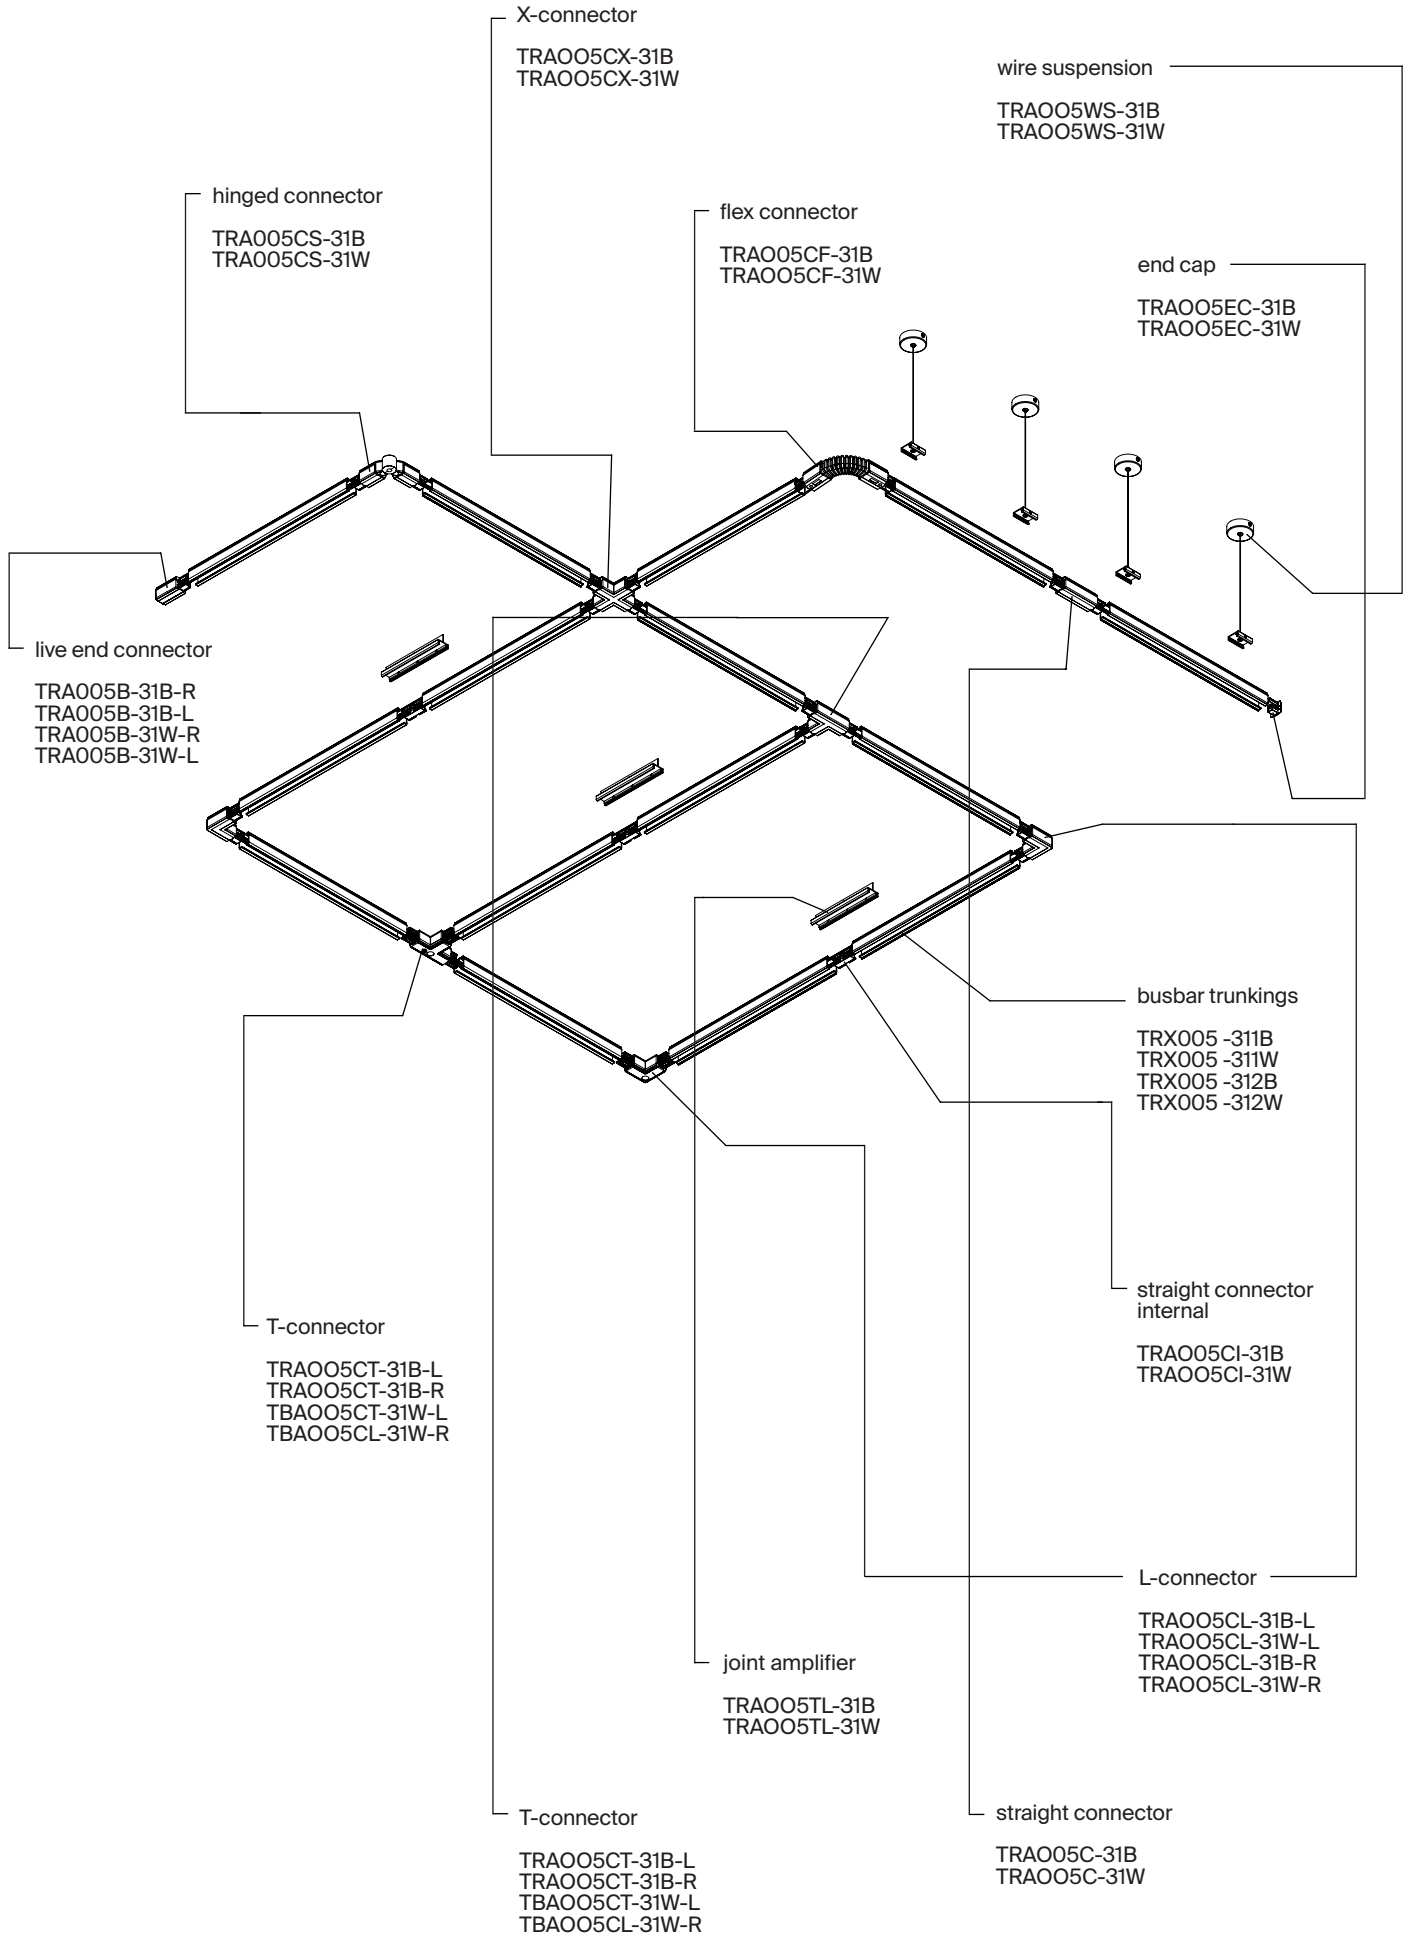 X-connector
TRAOO5CX-31B
TRAOO5CX-31W
wire suspension
TRAOO5WS-31B
TRAOO5WS-31W
hinged connector
TRA005CS-31B
TRA005CS-31W
flex connector
TRAO05CF-31B
TRAOO5CF-31W
end cap
TRAOO5EC-31B
TRAOO5EC-31W
live end connector
TRA005B-31B-R
TRA005B-31B-L
TRA005B-31W-R
TRA005B-31W-L
busbar trunkings
TRX005 -311B
TRX005 -311W
TRX005 -312B
TRX005 -312W
straight connector
internal
TRAO05CI-31B
TRAOO5CI-31W
T-connector
TRAOO5CT-31B-L
TRAOO5CT-31B-R
TBAOO5CT-31W-L
TBAOO5CL-31W-R
L-connector
TRAOO5CL-31B-L
TRAOO5CL-31W-L
TRAOO5CL-31B-R
TRAOO5CL-31W-R
joint amplifier
TRAOO5TL-31B
TRAOO5TL-31W
T-connector
TRAOO5CT-31B-L
TRAOO5CT-31B-R
TBAOO5CT-31W-L
TBAOO5CL-31W-R
straight connector
TRAO05C-31B
TRAOO5C-31W